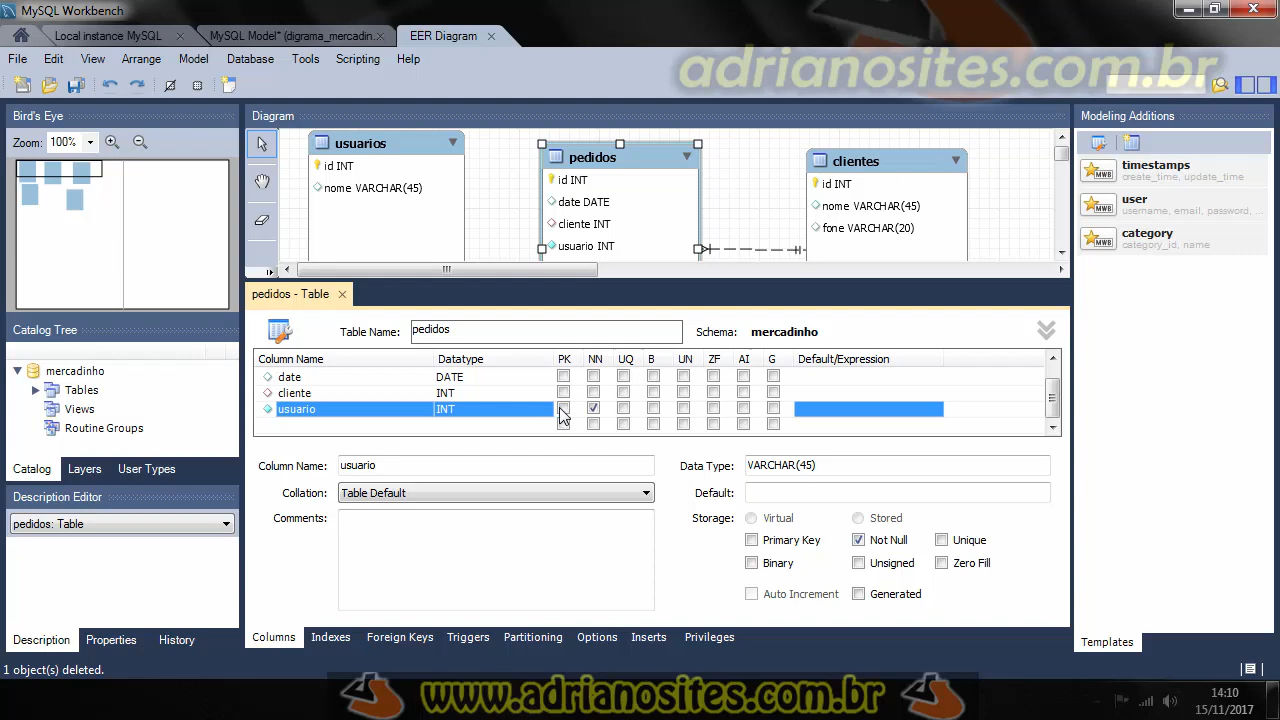 MySQL Workbench
Local instance MySQL
MySQL Model* (digrama_mercadin...
EER Diagram
File Edit View Arrange Model Database Tools Scripting Help
adrianosites.com.br
Bird's Eye
Zoom: 100%
Diagram
usuarios
id INT
nome VARCHAR(45)
pedidos
id INT
date DATE
cliente INT
usuario INT
clientes
id INT
nome VARCHAR(45)
fone VARCHAR(20)
Modeling Additions
MWB
timestamps
create_time, update_time
MWB
user
username, email, password, ...
MWB
category
category_id, name
Catalog Tree
mercadinho
Tables
Views
Routine Groups
Catalog Layers User Types
Description Editor
pedidos: Table
Description Properties History
pedidos - Table
Table Name: pedidos Schema: mercadinho
Column Name Datatype PK NN UQ B UN ZF AI G Default/Expression
date DATE
cliente INT
usuario INT
Column Name: usuario Data Type: VARCHAR(45)
Collation: Table Default Default:
Comments: Storage: Virtual Stored
Primary Key Not Null Unique
Binary Unsigned Zero Fill
Auto Increment Generated
Columns Indexes Foreign Keys Triggers Partitioning Options Inserts Privileges
Templates
1 object(s) deleted.
www.adrianosites.com.br
14:10
15/11/2017